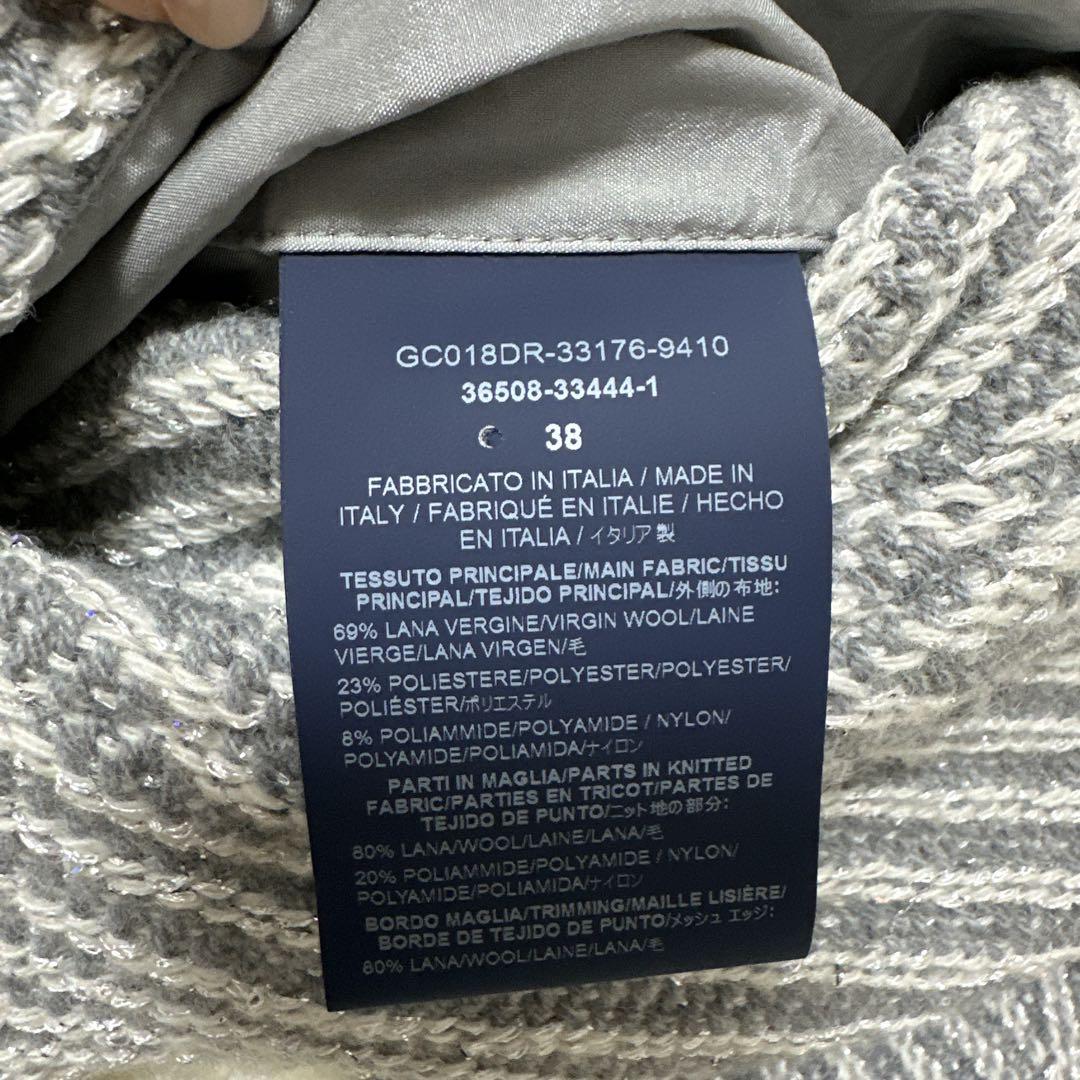 GC018DR-33176-9410
36508-33444-1
38
FABBRICATO IN ITALIA / MADE IN
ITALY / FABRIQUÉ EN ITALIE / HECHO
EN ITALIA / イタリア製
TESSUTO PRINCIPALE/MAIN FABRIC/TISSU
PRINCIPAL/TEJIDO PRINCIPAL/外側の布地:
69% LANA VERGINE/VIRGIN WOOL/LAINE
VIERGE/LANA VIRGEN/毛
23% POLIESTERE/POLYESTER/POLYESTER/
POLIÉSTER/ポリエステル
8% POLIAMMIDE/POLYAMIDE / NYLON/
POLYAMIDE/POLIAMIDA/ナイロン
PARTI IN MAGLIA/PARTS IN KNITTED
FABRIC/PARTIES EN TRICOT/PARTES DE
TEJIDO DE PUNTO/ニット地の部分:
80% LANA/WOOL/LAINE/LANA/毛
20% POLIAMMIDE/POLYAMIDE / NYLON/
POLYAMIDE/POLIAMIDA/ナイロン
BORDO MAGLIA/TRIMMING/MAILLE LISIÈRE/
BORDE DE TEJIDO DE PUNTO/メッシュ エッジ:
80% LANA/WOOL/LAINE/LANA/毛